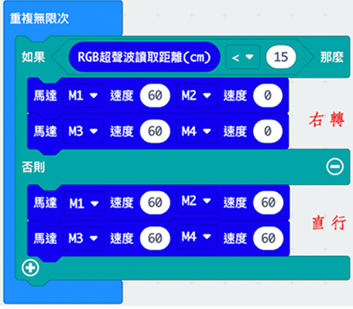 重複無限次
如果 RGB超聲波讀取距離(cm) < 15 那麼
馬達 M1 速度 60 M2 速度 0
馬達 M3 速度 60 M4 速度 0
右轉
否則
馬達 M1 速度 60 M2 速度 60
馬達 M3 速度 60 M4 速度 60
直行